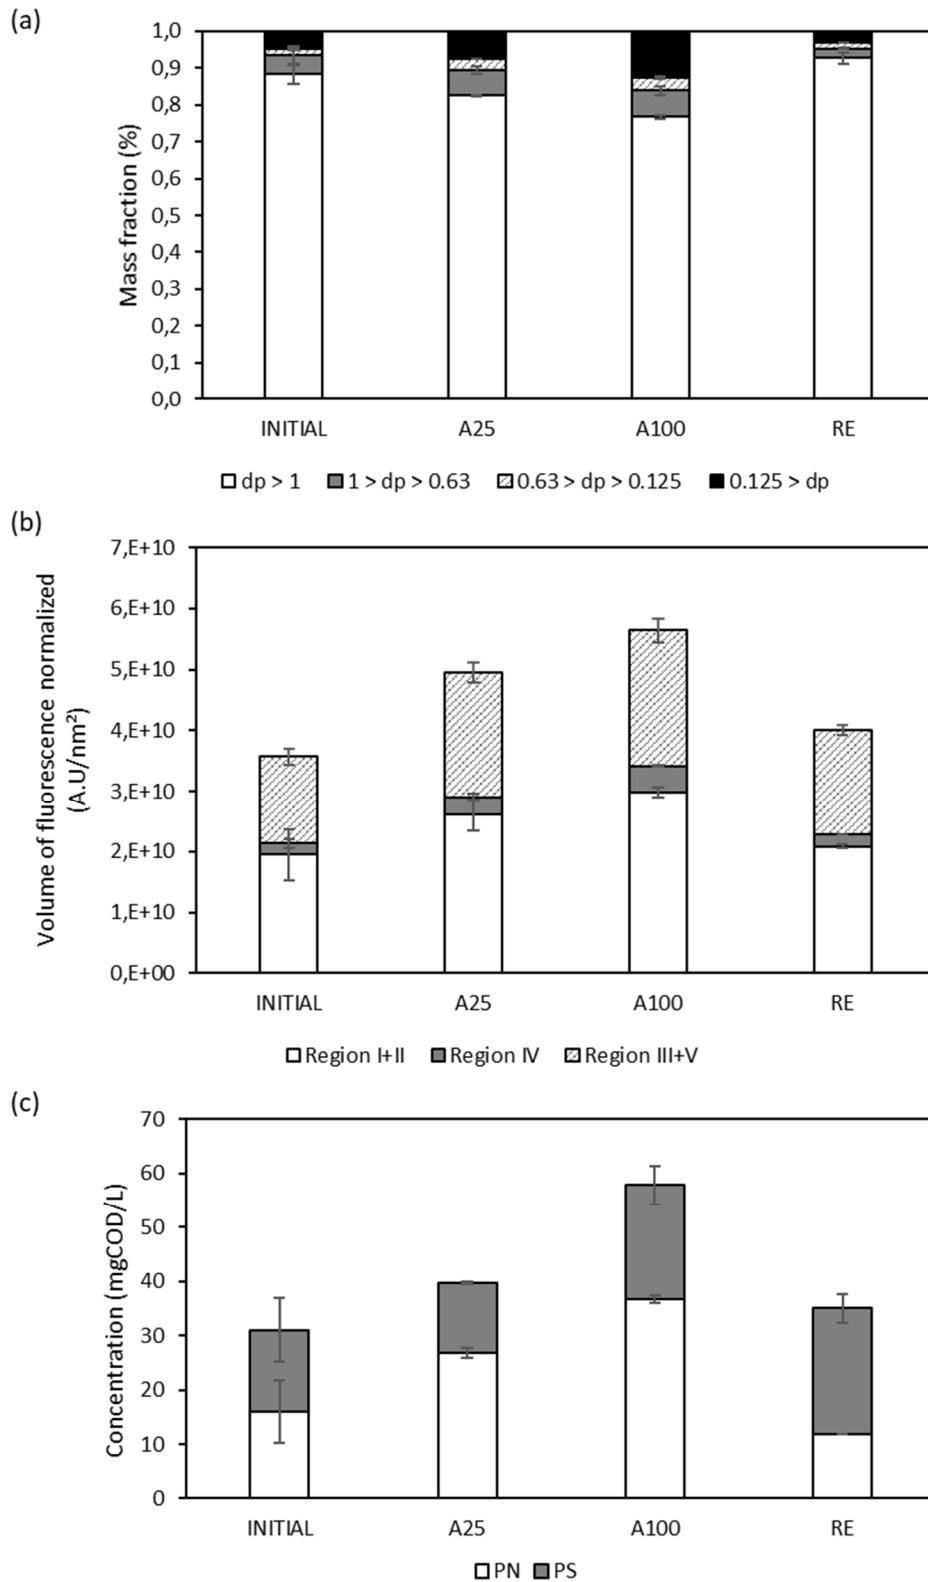 (a)
Mass fraction (%)
1,0
0,9
0,8
0,7
0,6
0,5
0,4
0,3
0,2
0,1
0,0
INITIAL A25 A100 RE
dp > 1 1 > dp > 0.63 0.63 > dp > 0.125 0.125 > dp
(b)
Volume of fluorescence normalized
(A.U/nm²)
7,E+10
6,E+10
5,E+10
4,E+10
3,E+10
2,E+10
1,E+10
0,E+00
INITIAL A25 A100 RE
Region I+II Region IV Region III+V
(c)
Concentration (mgCOD/L)
70
60
50
40
30
20
10
0
INITIAL A25 A100 RE
PN PS